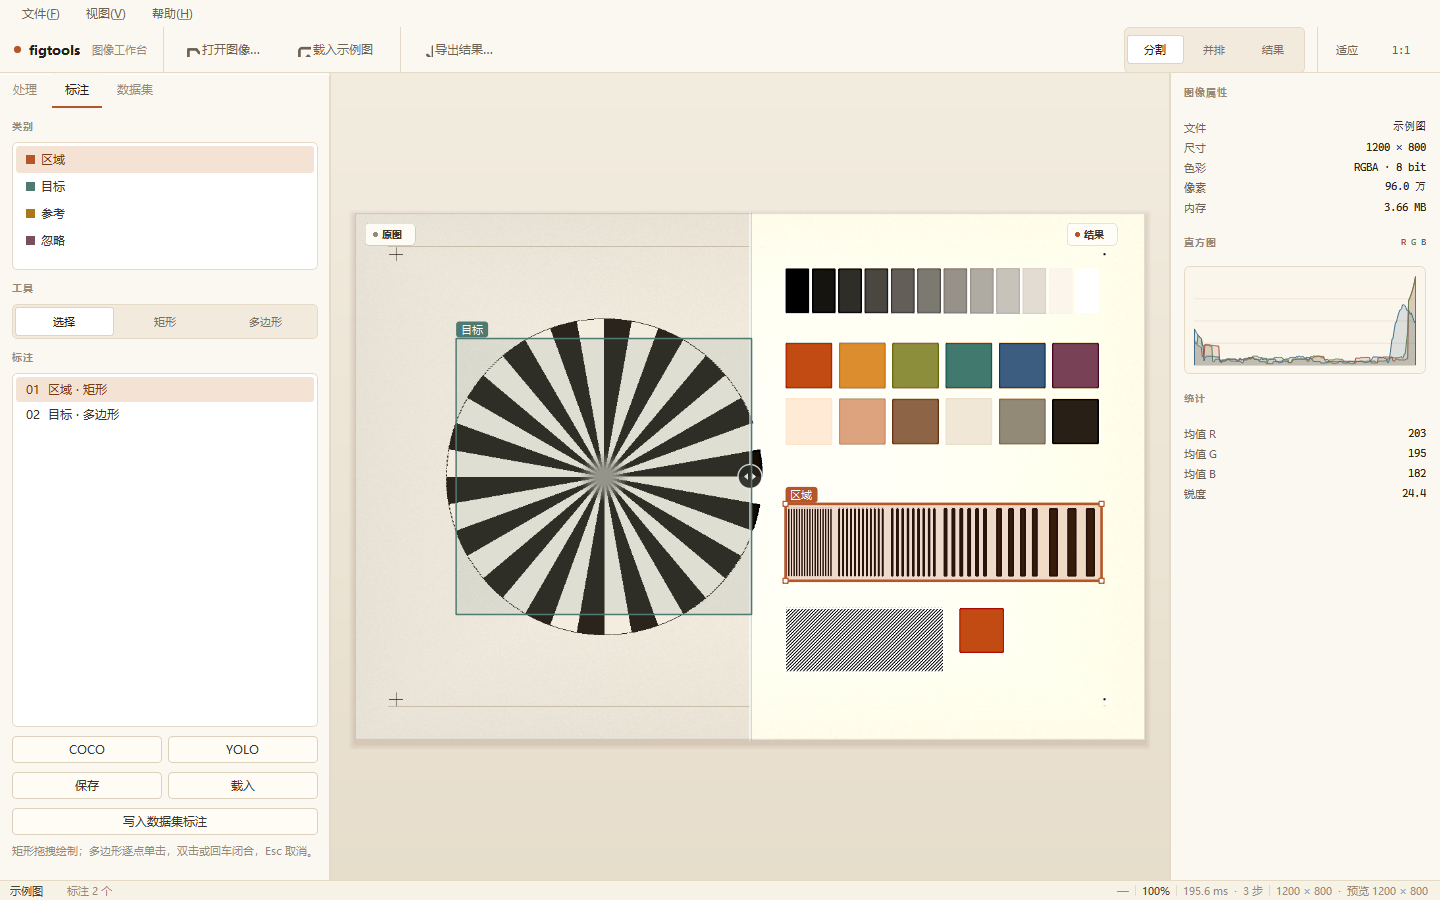 文件(F) 视图(V) 帮助(H)
figtools 图像工作台 打开图像... 载入示例图 导出结果... 分割 并排 结果 适应 1:1
处理 标注 数据集
类别
区域
目标
参考
忽略
工具
选择 矩形 多边形
标注
01 区域 · 矩形
02 目标 · 多边形
COCO YOLO
保存 载入
写入数据集标注
矩形拖拽绘制；多边形逐点单击，双击或回车闭合，Esc 取消。
原图 结果
目标
区域
图像属性
文件 示例图
尺寸 1200 × 800
色彩 RGBA · 8 bit
像素 96.0 万
内存 3.66 MB
直方图 R G B
统计
均值 R 203
均值 G 195
均值 B 182
锐度 24.4
示例图 标注 2 个 — 100% 195.6 ms · 3 步 1200 × 800 · 预览 1200 × 800